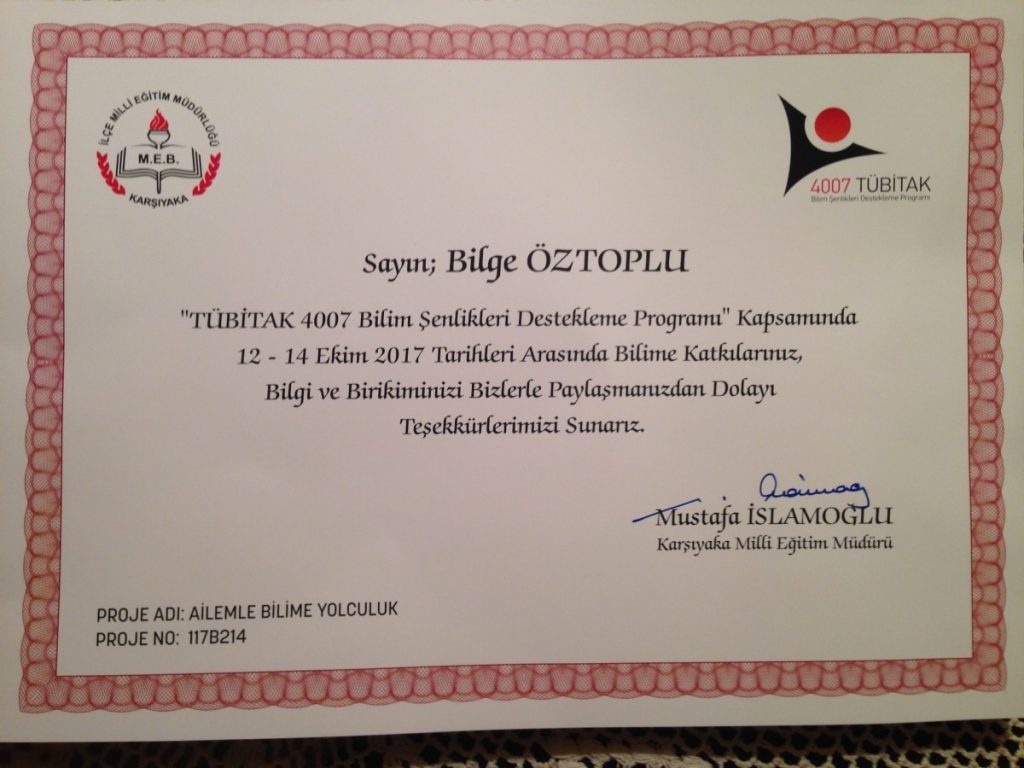 İLÇE MİLLİ EĞİTİM MÜDÜRLÜĞÜ
M.E.B.
KARŞIYAKA
4007 TÜBİTAK
Bilim Şenlikleri Destekleme Programı
Sayın; Bilge ÖZTOPLU
"TÜBİTAK 4007 Bilim Şenlikleri Destekleme Programı" Kapsamında
12 - 14 Ekim 2017 Tarihleri Arasında Bilime Katkılarınız,
Bilgi ve Birikiminizi Bizlerle Paylaşmanızdan Dolayı
Teşekkürlerimizi Sunarız.
Mustafa İSLAMOĞLU
Karşıyaka Milli Eğitim Müdürü
PROJE ADI: AİLEMLE BİLİME YOLCULUK
PROJE NO: 117B214